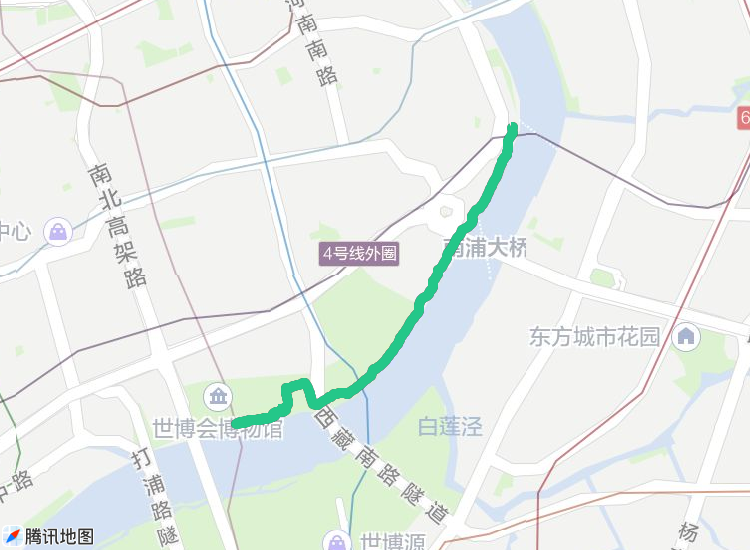 河南南路
6
南北高架路
中心
4号线外圈
南浦大桥
东方城市花园
世博会博物馆
西藏南路隧道
白莲泾
打浦路隧
中路
世博源
杨
腾讯地图